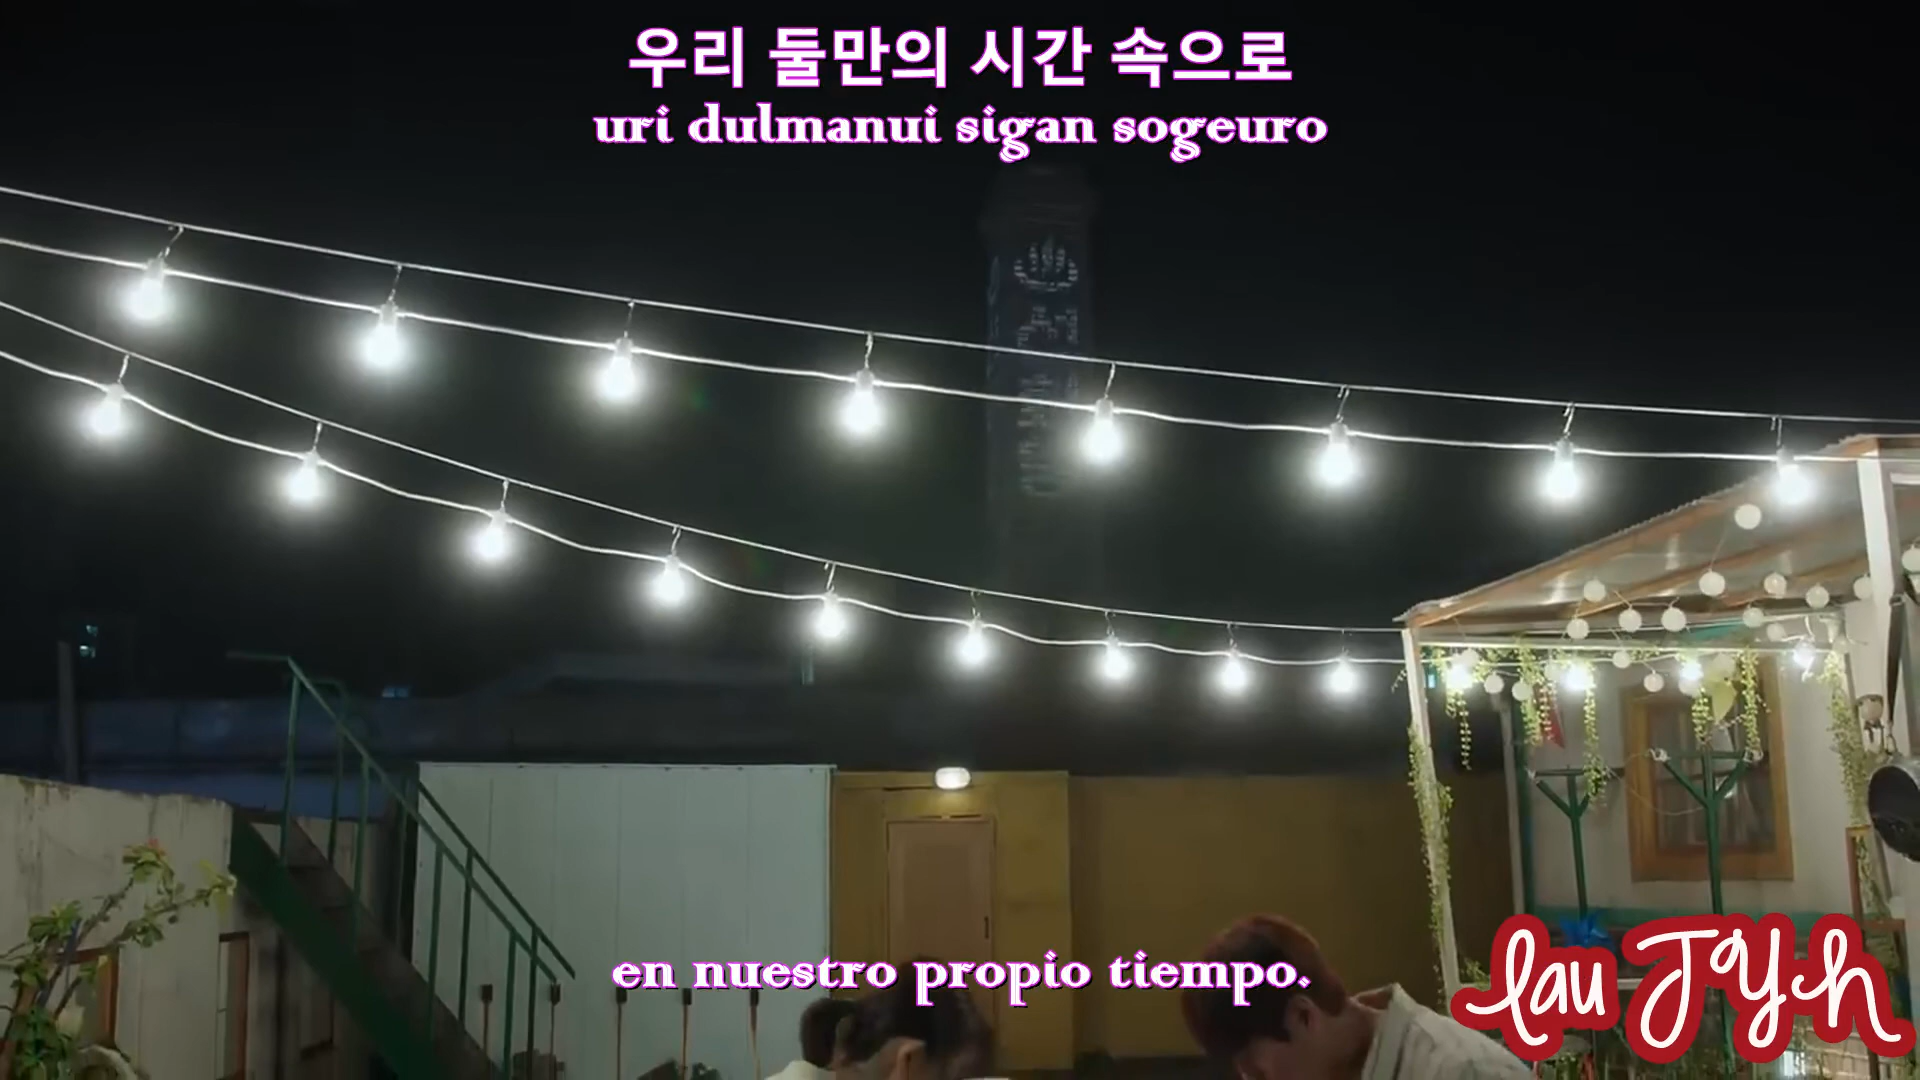 우리 둘만의 시간 속으로
uri dulmanui sigan sogeuro
en nuestro propio tiempo.
lau JAY.h